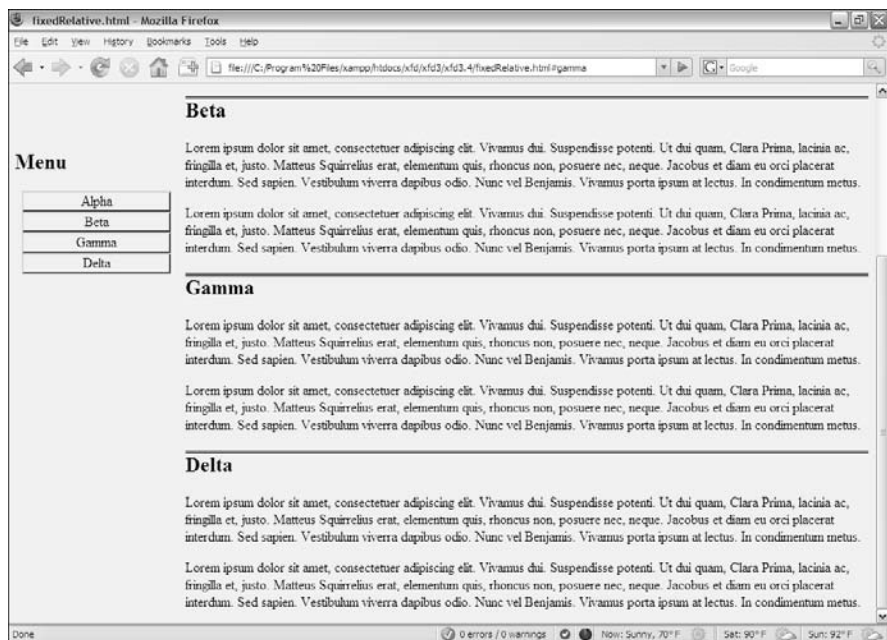 fixedRelative.html - Mozilla Firefox
File Edit View History Bookmarks Tools Help
file:///C:/Program%20Files/xampp/htdocs/xfd/xfd3/xfd3.4/fixedRelative.html#gamma
G Google
Menu
Alpha
Beta
Gamma
Delta
Beta
Lorem ipsum dolor sit amet, consectetuer adipiscing elit. Vivamus dui. Suspendisse potenti. Ut dui quam, Clara Prima, lacinia ac,
fringilla et, justo. Matteus Squirrelius erat, elementum quis, rhoncus non, posuere nec, neque. Jacobus et diam eu orci placerat
interdum. Sed sapien. Vestibulum viverra dapibus odio. Nunc vel Benjamis. Vivamus porta ipsum at lectus. In condimentum metus.
Lorem ipsum dolor sit amet, consectetuer adipiscing elit. Vivamus dui. Suspendisse potenti. Ut dui quam, Clara Prima, lacinia ac,
fringilla et, justo. Matteus Squirrelius erat, elementum quis, rhoncus non, posuere nec, neque. Jacobus et diam eu orci placerat
interdum. Sed sapien. Vestibulum viverra dapibus odio. Nunc vel Benjamis. Vivamus porta ipsum at lectus. In condimentum metus.
Gamma
Lorem ipsum dolor sit amet, consectetuer adipiscing elit. Vivamus dui. Suspendisse potenti. Ut dui quam, Clara Prima, lacinia ac,
fringilla et, justo. Matteus Squirrelius erat, elementum quis, rhoncus non, posuere nec, neque. Jacobus et diam eu orci placerat
interdum. Sed sapien. Vestibulum viverra dapibus odio. Nunc vel Benjamis. Vivamus porta ipsum at lectus. In condimentum metus.
Lorem ipsum dolor sit amet, consectetuer adipiscing elit. Vivamus dui. Suspendisse potenti. Ut dui quam, Clara Prima, lacinia ac,
fringilla et, justo. Matteus Squirrelius erat, elementum quis, rhoncus non, posuere nec, neque. Jacobus et diam eu orci placerat
interdum. Sed sapien. Vestibulum viverra dapibus odio. Nunc vel Benjamis. Vivamus porta ipsum at lectus. In condimentum metus.
Delta
Lorem ipsum dolor sit amet, consectetuer adipiscing elit. Vivamus dui. Suspendisse potenti. Ut dui quam, Clara Prima, lacinia ac,
fringilla et, justo. Matteus Squirrelius erat, elementum quis, rhoncus non, posuere nec, neque. Jacobus et diam eu orci placerat
interdum. Sed sapien. Vestibulum viverra dapibus odio. Nunc vel Benjamis. Vivamus porta ipsum at lectus. In condimentum metus.
Lorem ipsum dolor sit amet, consectetuer adipiscing elit. Vivamus dui. Suspendisse potenti. Ut dui quam, Clara Prima, lacinia ac,
fringilla et, justo. Matteus Squirrelius erat, elementum quis, rhoncus non, posuere nec, neque. Jacobus et diam eu orci placerat
interdum. Sed sapien. Vestibulum viverra dapibus odio. Nunc vel Benjamis. Vivamus porta ipsum at lectus. In condimentum metus.
Done 0 errors / 0 warnings Now: Sunny, 70° F Sat: 90° F Sun: 92° F